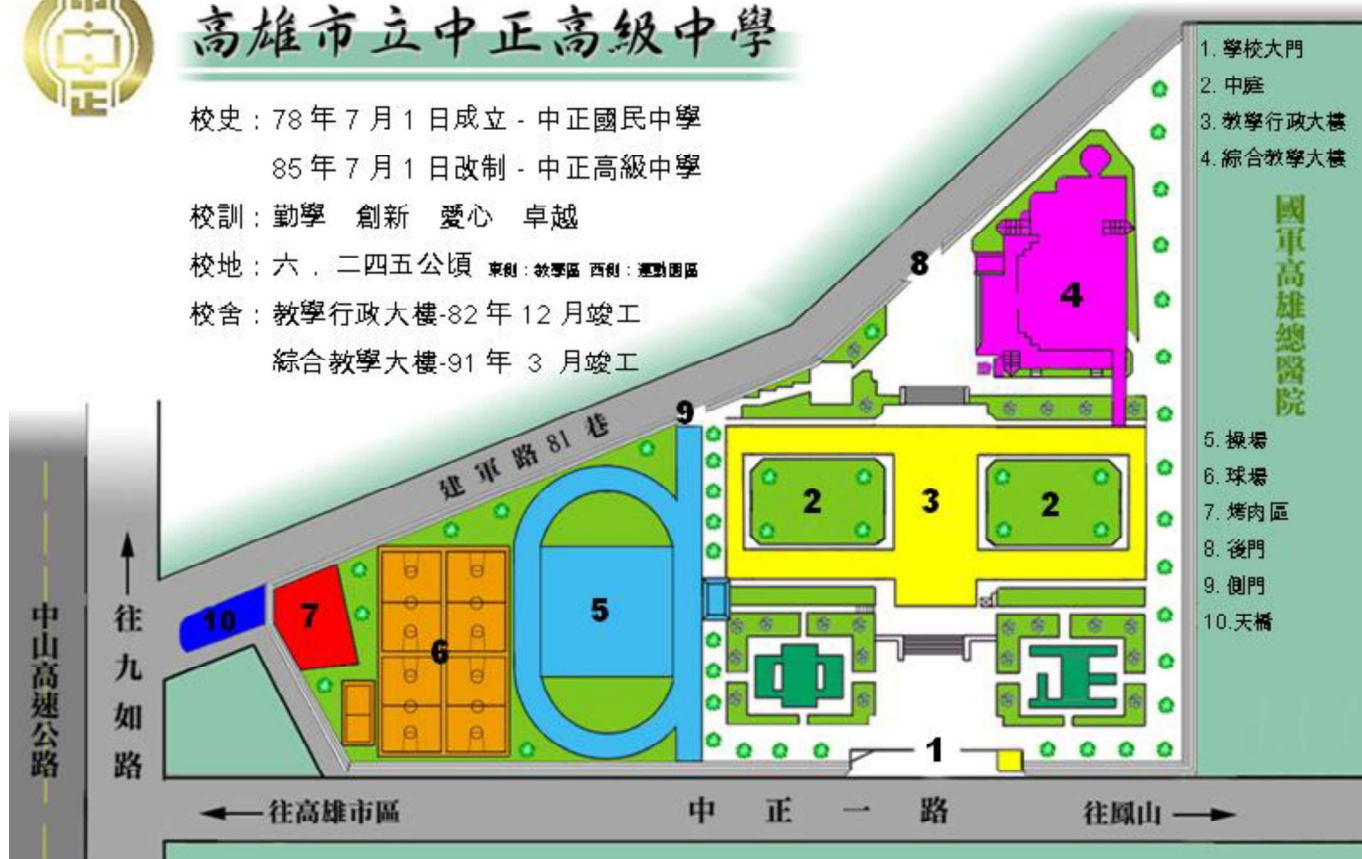 中正
高雄市立中正高級中學
校史：78年7月1日成立-中正國民中學
85年7月1日改制-中正高級中學
校訓：勤學 創新 愛心 卓越
校地：六．二四五公頃 東側：教學區 西側：運動園區
校舍：教學行政大樓-82年12月竣工
綜合教學大樓-91年 3 月竣工
1. 學校大門
2. 中庭
3. 教學行政大樓
4. 綜合教學大樓
國軍高雄總醫院
5. 操場
6. 球場
7. 烤肉區
8. 後門
9. 側門
10.天橋
8
4
9
建軍路81巷
2
3
2
10
7
6
5
中正
1
中山高速公路
往九如路
往高雄市區
中正一路
往鳳山